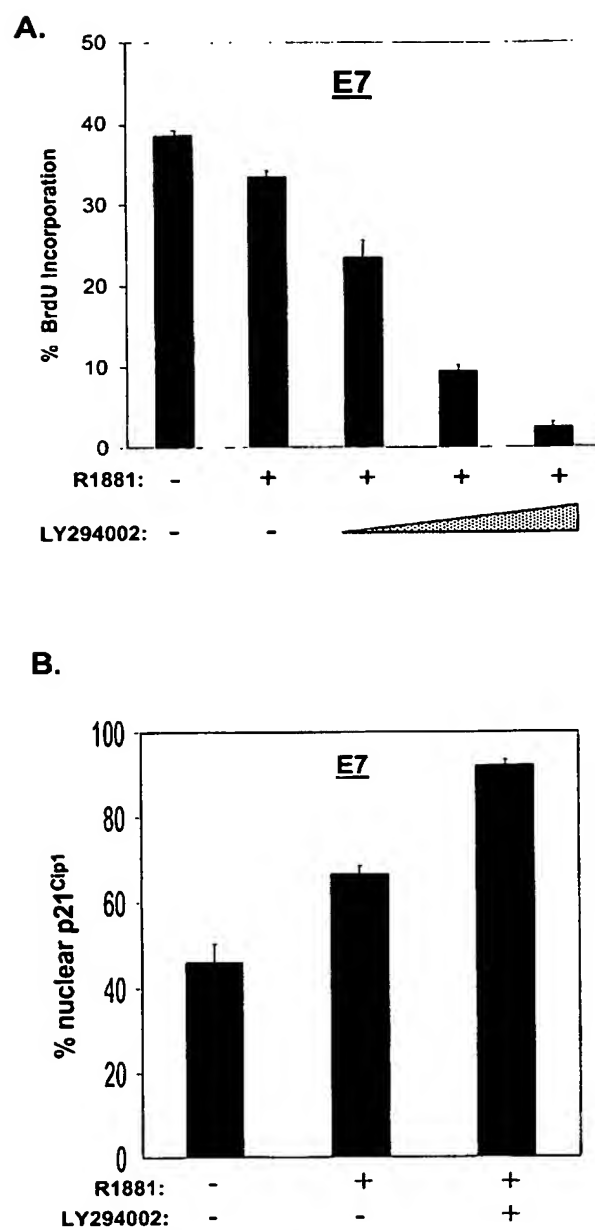 A.
50
E7
40
30
20
10
0
% BrdU Incorporation
R1881: - + + + +
LY294002: - -
B.
100
E7
80
60
40
20
0
% nuclear p21Cip1
R1881: - + +
LY294002: - - +